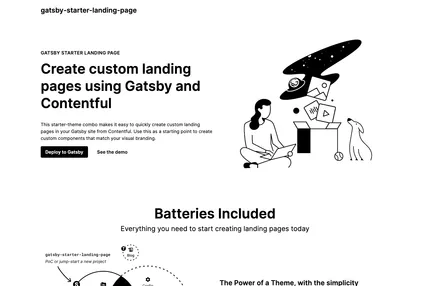 gatsby-starter-landing-page
GATSBY STARTER LANDING PAGE
Create custom landing
pages using Gatsby and
Contentful
This starter-theme combo makes it easy to quickly create custom landing
pages in your Gatsby site from Contentful. Use this as a starting point to create
custom components that match your visual branding.
Deploy to Gatsby See the demo
Batteries Included
Everything you need to start creating landing pages today
gatsby-starter-landing-page
PoC or jump-start a new project
Blog
The Power of a Theme, with the simplicity